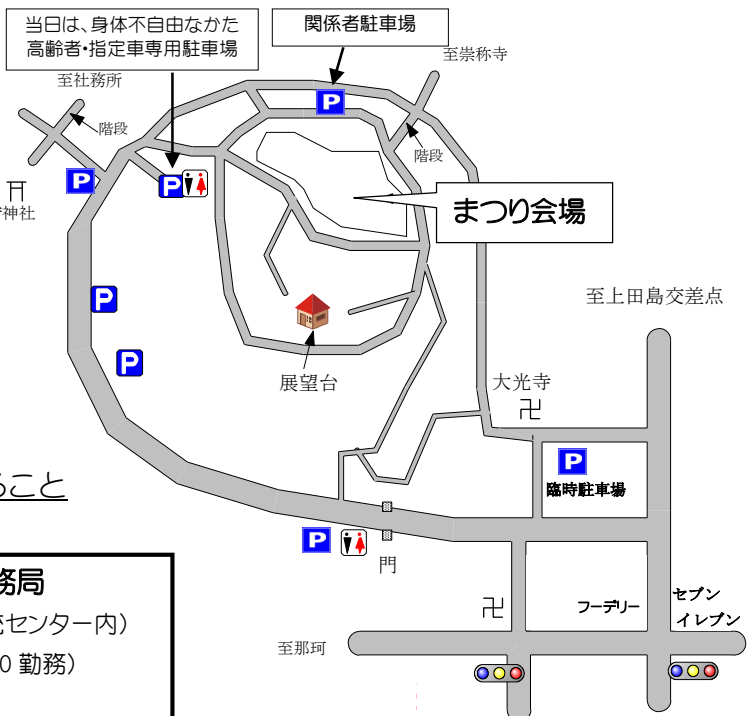 当日は、身体不自由なかた
高齢者・指定車専用駐車場
関係者駐車場
至崇称寺
至社務所
階段
P
階段
P
P
神社
まつり会場
P
至上田島交差点
P
展望台
大光寺
卍
P
臨時駐車場
ること
P
門
務局
センター内）
0 勤務）
卍
フーデリー
セブン
イレブン
至那珂